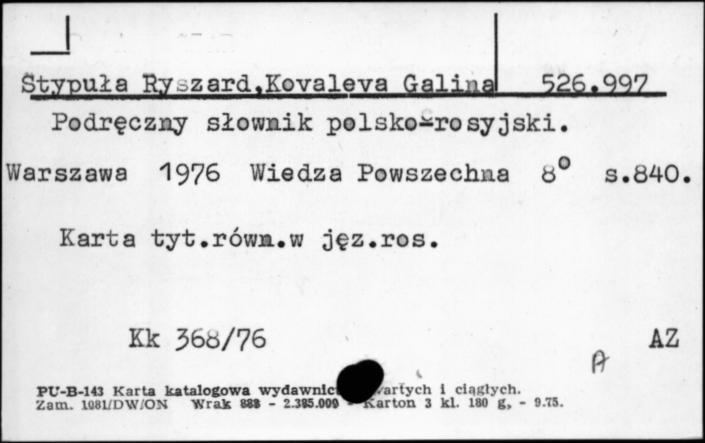 Stypuła Ryszard,Kovaleva Galina 526.997
Podręczny słownik polsko-rosyjski.
Warszawa 1976 Wiedza Powszechna 8° s.840.
Karta tyt.równ.w jęz.ros.
Kk 368/76 AZ
A
PU-B-143 Karta katalogowa wydawnict wartych i ciągłych.
Zam. 1081/DW/ON Wrak 888 - 2.385.000 - Karton 3 kl. 180 g, - 9.75.